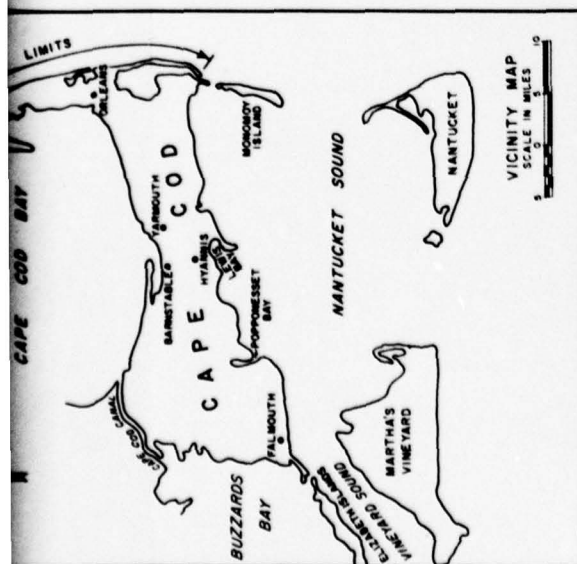 LIMITS
ORLEANS
CAPE COD BAY
MONOMOY
ISLAND
YARMOUTH
BARNSTABLE
HYANNIS
LEWIS
BAY
CAPE COD
POPPONESSET
BAY
CAPE COD CANAL
FALMOUTH
BUZZARDS
BAY
ELIZABETH ISLANDS
VINEYARD SOUND
MARTHA'S
VINEYARD
NANTUCKET SOUND
NANTUCKET
VICINITY MAP
SCALE IN MILES
5 0 5 10